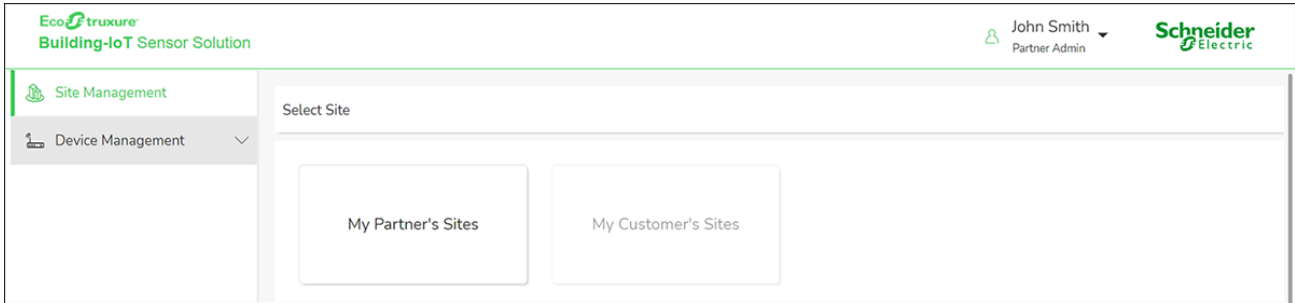 EcoStruxure
Building-IoT Sensor Solution
John Smith
Partner Admin
Schneider
Electric
Site Management
Select Site
Device Management
My Partner's Sites
My Customer's Sites